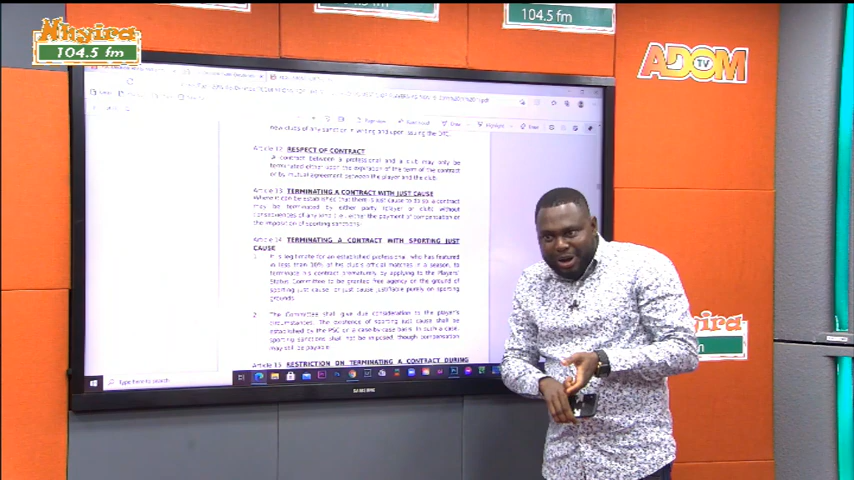 Nhyira
104.5 fm
104.5 fm
ADOM
TV
new clubs of any sanction in writing and upon issuing the
Article 12 RESPECT OF CONTRACT
A contract between a professional and a club may only be
terminated either upon the expiration of the term of the contract
or by mutual agreement between the player and the club.
Article 13 TERMINATING A CONTRACT WITH JUST CAUSE
Where it can be established that there is just cause to do so, a contract
may be terminated by either party (player or club) without
consequences of any kind (i.e. either the payment of compensation or
the imposition of sporting sanctions).
Article 14 TERMINATING A CONTRACT WITH SPORTING JUST
CAUSE
1 It is legitimate for an established professional who has featured
in less than 10% of his club's official matches in a season, to
terminate his contract prematurely, by applying to the Players'
Status Committee to be granted free agency on the ground of
sporting just cause, or just cause justifiable purely on sporting
grounds.
2 The Committee shall give due consideration to the player's
circumstances. The existence of sporting just cause shall be
established by the PSC on a case-by-case basis. In such a case,
sporting sanctions shall not be imposed, though compensation
may still be payable.
Article 15 RESTRICTION ON TERMINATING A CONTRACT DURING
Type here to search
Nhyira
fm